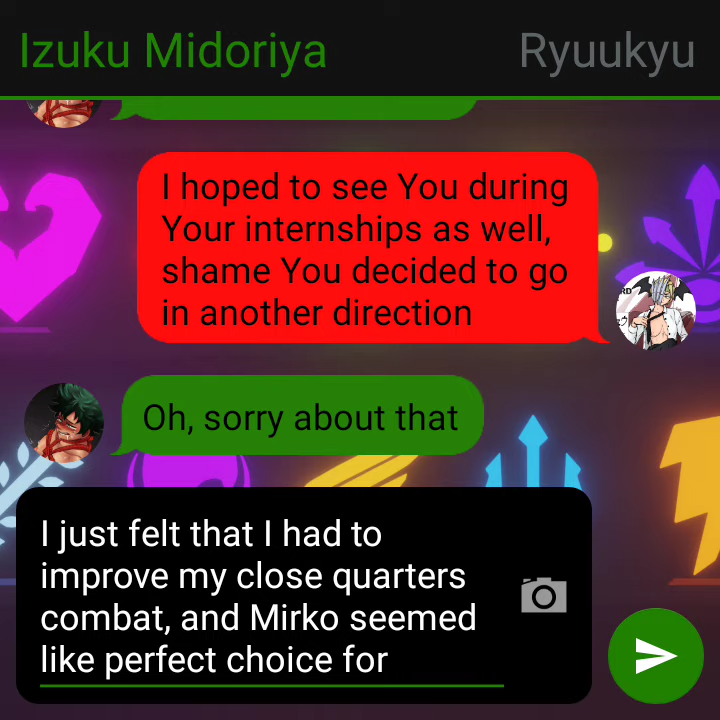 Izuku Midoriya
Ryuukyu
I hoped to see You during
Your internships as well,
shame You decided to go
in another direction
Oh, sorry about that
I just felt that I had to
improve my close quarters
combat, and Mirko seemed
like perfect choice for